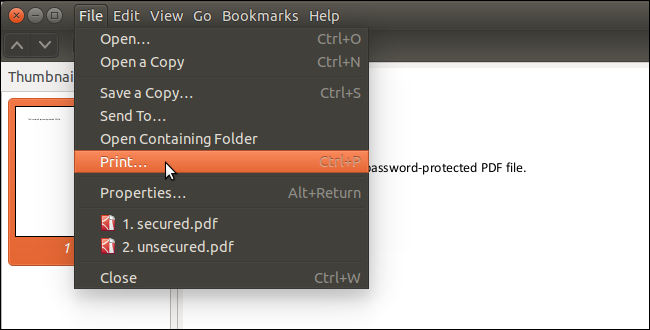 File Edit View Go Bookmarks Help
Open… Ctrl+O
Open a Copy Ctrl+N
Save a Copy… Ctrl+S
Send To…
Open Containing Folder
Print… Ctrl+P
Properties… Alt+Return
1. secured.pdf
2. unsecured.pdf
Close Ctrl+W
Thumbnai
password-protected PDF file.
1